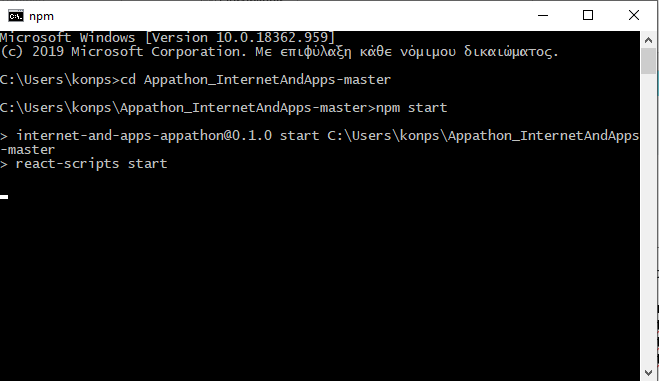 npm
Microsoft Windows [Version 10.0.18362.959]
(c) 2019 Microsoft Corporation. Με επιφύλαξη κάθε νόμιμου δικαιώματος.
C:\Users\konps>cd Appathon_InternetAndApps-master
C:\Users\konps\Appathon_InternetAndApps-master>npm start
> internet-and-apps-appathon@0.1.0 start C:\Users\konps\Appathon_InternetAndApps
-master
> react-scripts start